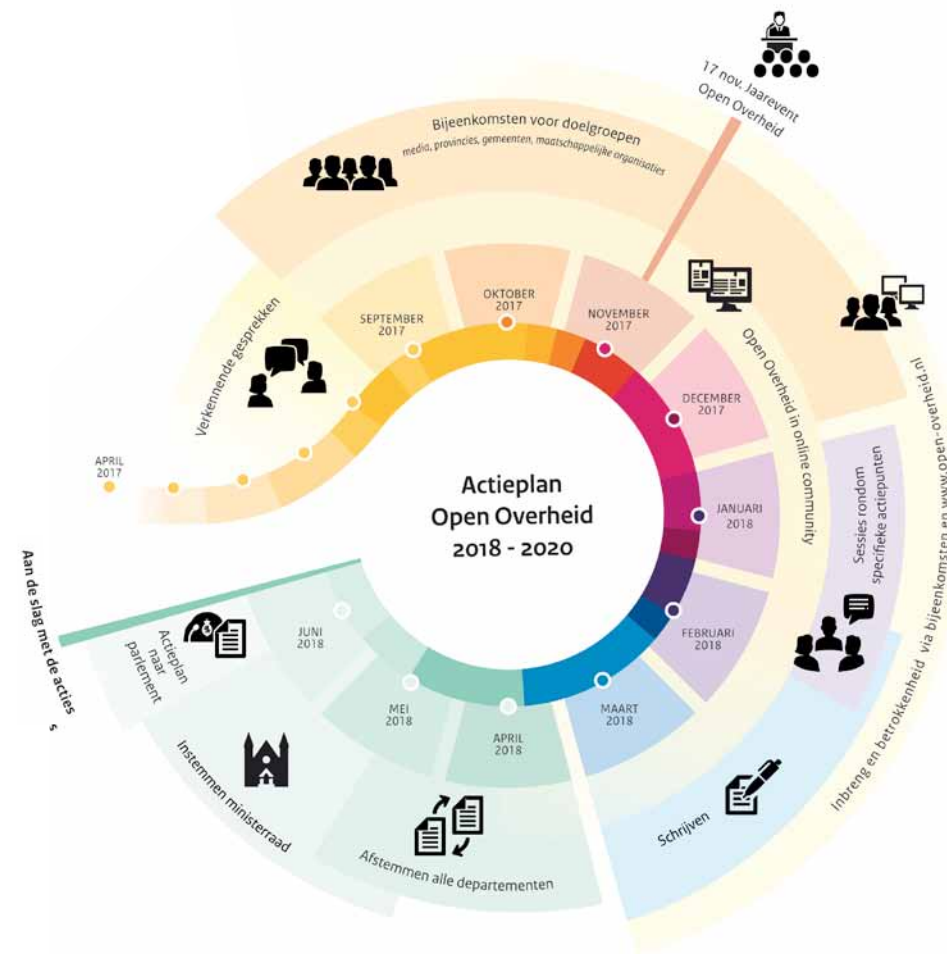 17 nov. Jaarevent
Open Overheid
Bijeenkomsten voor doelgroepen
media, provincies, gemeenten, maatschappelijke organisaties
Verkennende gesprekken
APRIL
2017
SEPTEMBER
2017
OKTOBER
2017
NOVEMBER
2017
DECEMBER
2017
JANUARI
2018
FEBRUARI
2018
MAART
2018
APRIL
2018
MEI
2018
JUNI
2018
Actieplan
Open Overheid
2018 - 2020
Open Overheid in online community
Sessies rondom
specifieke actiepunten
Inbreng en betrokkenheid via bijeenkomsten en www.open-overheid.nl
Schrijven
Afstemmen alle departementen
Instemmen ministerraad
Actieplan
naar
parlement
Aan de slag met de acties
s